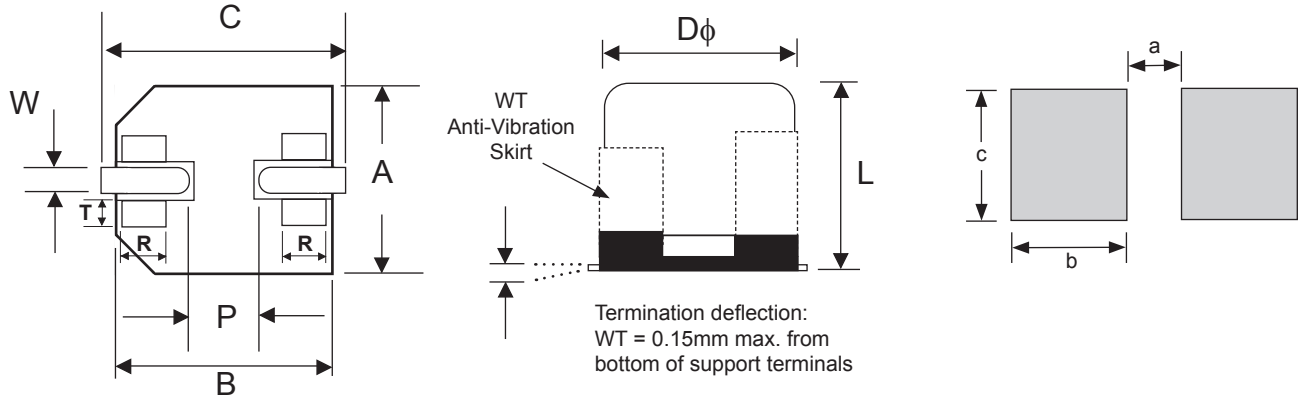 C
W
A
T
R
R
P
B
Dϕ
WT
Anti-Vibration
Skirt
L
Termination deflection:
WT = 0.15mm max. from
bottom of support terminals
a
c
b